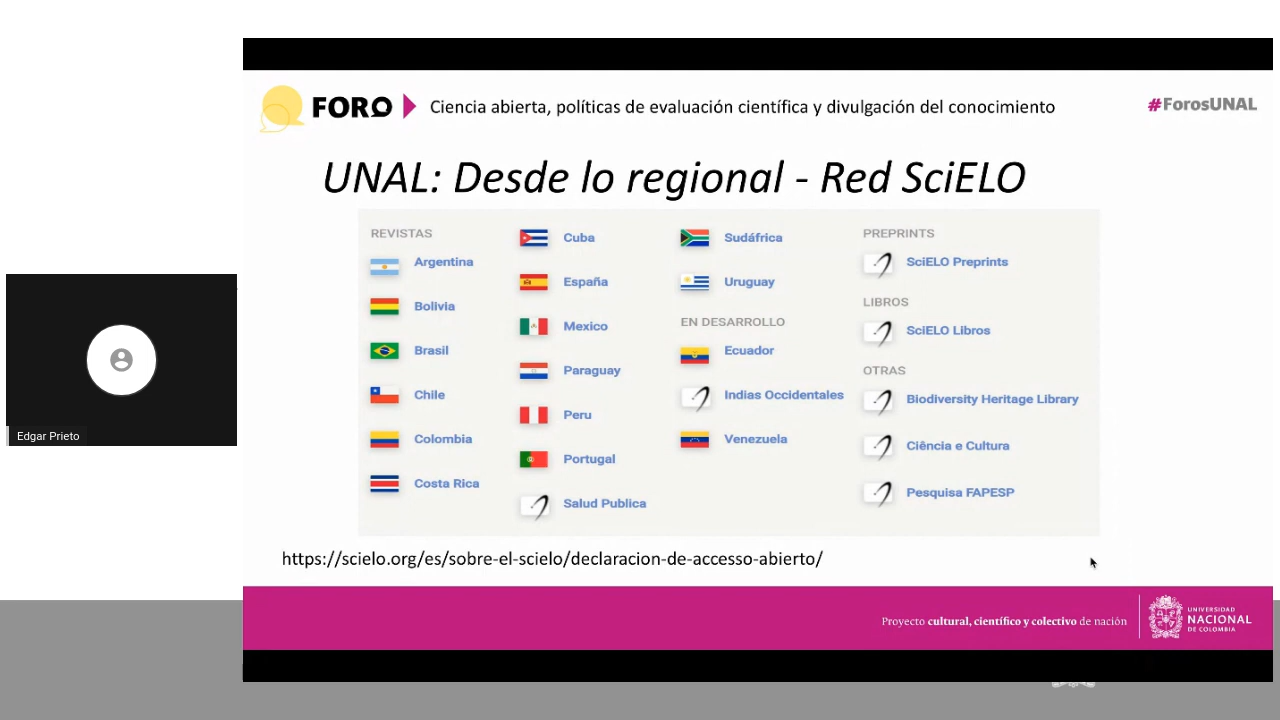 FORO
Ciencia abierta, políticas de evaluación científica y divulgación del conocimiento
#ForosUNAL
UNAL: Desde lo regional - Red SciELO
REVISTAS
Argentina
Bolivia
Brasil
Chile
Colombia
Costa Rica
Cuba
España
Mexico
Paraguay
Peru
Portugal
Salud Publica
Sudáfrica
Uruguay
EN DESARROLLO
Ecuador
Indias Occidentales
Venezuela
PREPRINTS
SciELO Preprints
LIBROS
SciELO Libros
OTRAS
Biodiversity Heritage Library
Ciência e Cultura
Pesquisa FAPESP
Edgar Prieto
https://scielo.org/es/sobre-el-scielo/declaracion-de-accesso-abierto/
Proyecto cultural, científico y colectivo de nación
UNIVERSIDAD
NACIONAL
DE COLOMBIA